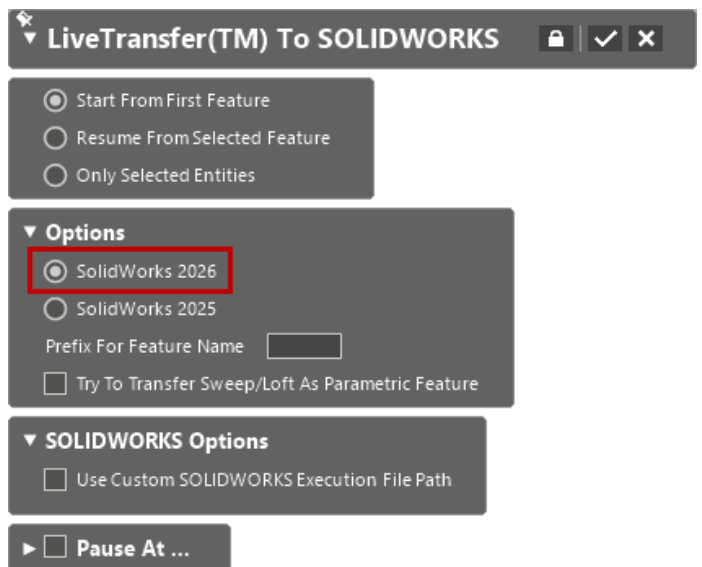 LiveTransfer(TM) To SOLIDWORKS
Start From First Feature
Resume From Selected Feature
Only Selected Entities
Options
SolidWorks 2026
SolidWorks 2025
Prefix For Feature Name
Try To Transfer Sweep/Loft As Parametric Feature
SOLIDWORKS Options
Use Custom SOLIDWORKS Execution File Path
Pause At ...